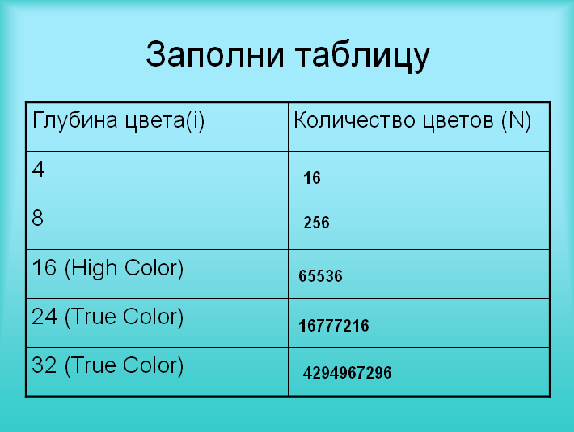 Заполни таблицу
Глубина цвета(i) Количество цветов (N)
4 16
8 256
16 (High Color) 65536
24 (True Color) 16777216
32 (True Color) 4294967296